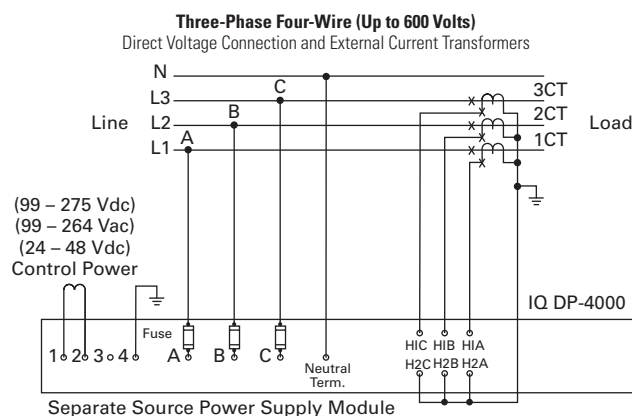 Three-Phase Four-Wire (Up to 600 Volts)
Direct Voltage Connection and External Current Transformers
N
L3 C 3CT
Line L2 B 2CT Load
L1 A 1CT
(99 – 275 Vdc)
(99 – 264 Vac)
(24 – 48 Vdc)
Control Power
IQ DP-4000
Fuse
HIC HIB HIA
1 2 3 4 A B C
Neutral
Term.
H2C H2B H2A
Separate Source Power Supply Module